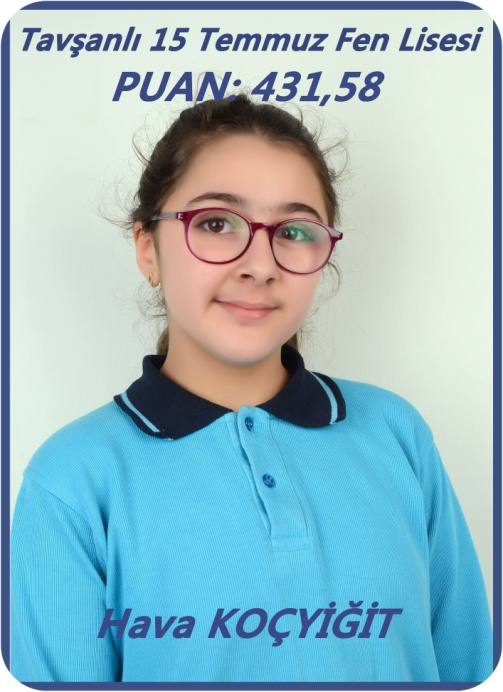 Tavşanlı 15 Temmuz Fen Lisesi
PUAN: 431,58
Hava KOÇYİĞİT